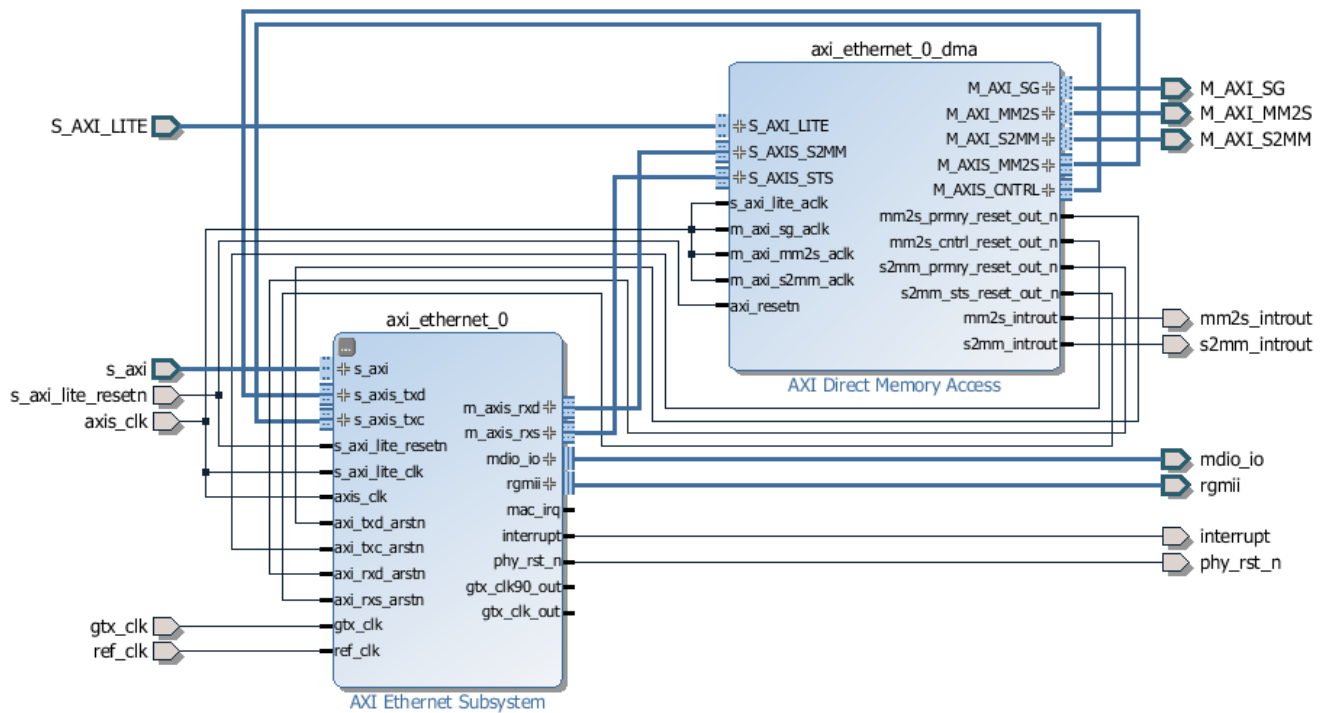 axi_ethernet_0_dma
S_AXI_LITE
S_AXI_LITE
S_AXIS_S2MM
S_AXIS_STS
s_axi_lite_aclk
m_axi_sg_aclk
m_axi_mm2s_aclk
m_axi_s2mm_aclk
axi_resetn
M_AXI_SG
M_AXI_MM2S
M_AXI_S2MM
M_AXIS_MM2S
M_AXIS_CNTRL
mm2s_prmry_reset_out_n
mm2s_cntrl_reset_out_n
s2mm_prmry_reset_out_n
s2mm_sts_reset_out_n
mm2s_introut
s2mm_introut
AXI Direct Memory Access
M_AXI_SG
M_AXI_MM2S
M_AXI_S2MM
mm2s_introut
s2mm_introut
axi_ethernet_0
s_axi
s_axi_lite_resetn
axis_clk
gtx_clk
ref_clk
...
s_axi
s_axis_txd
s_axis_txc
s_axi_lite_resetn
s_axi_lite_clk
axis_clk
axi_txd_arstn
axi_txc_arstn
axi_rxd_arstn
axi_rxs_arstn
gtx_clk
ref_clk
m_axis_rxd
m_axis_rxs
mdio_io
rgmii
mac_irq
interrupt
phy_rst_n
gtx_clk90_out
gtx_clk_out
AXI Ethernet Subsystem
mdio_io
rgmii
interrupt
phy_rst_n